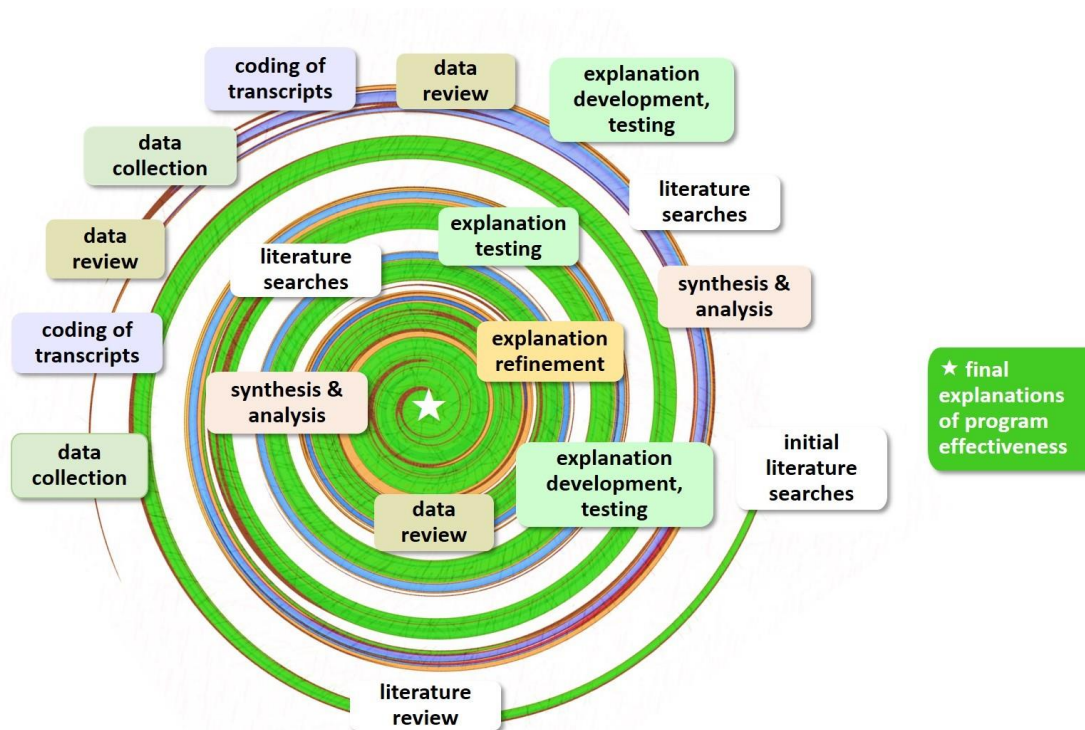 coding of
transcripts
data
review
explanation
development,
testing
data
collection
literature
searches
data
review
explanation
testing
literature
searches
synthesis &
analysis
coding of
transcripts
explanation
refinement
synthesis &
analysis
★ final
explanations
of program
effectiveness
data
collection
explanation
development,
testing
initial
literature
searches
data
review
literature
review